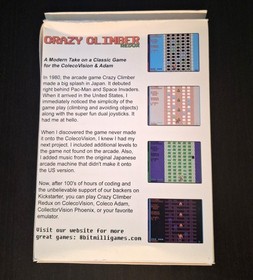 CRAZY CLIMBER
REDUX
A Modern Take on a Classic Game
for the ColecoVision & Adam
In 1980, the arcade game Crazy Climber
made a big splash in Japan. It debuted
right behind Pac-Man and Space Invaders.
When it arrived in the United States, I
immediately noticed the simplicity of the
game play (climbing and avoiding objects)
along with the super fun dual joysticks. It
had me at hello.
When I discovered the game never made
it onto the ColecoVision, I knew I had my
next project. I included additional levels to
the game not found on the arcade. Also,
I added music from the original Japanese
arcade machine that didn't make it onto
the US version.
Now, after 100's of hours of coding and
the unbelievable support of our backers on
Kickstarter, you can play Crazy Climber
Redux on ColecoVision, Coleco Adam,
CollectorVision Phoenix, or your favorite
emulator.
Visit our website for more
great games: 8bitmilligames.com